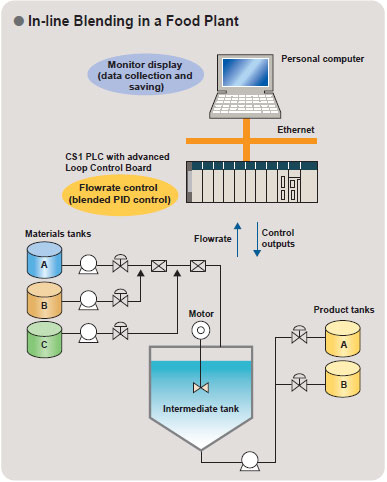 In-line Blending in a Food Plant
Monitor display
(data collection and
saving)
Personal computer
Ethernet
CS1 PLC with advanced
Loop Control Board
Flowrate control
(blended PID control)
Flowrate
Control
outputs
Materials tanks
A
B
C
Motor
Product tanks
A
B
Intermediate tank